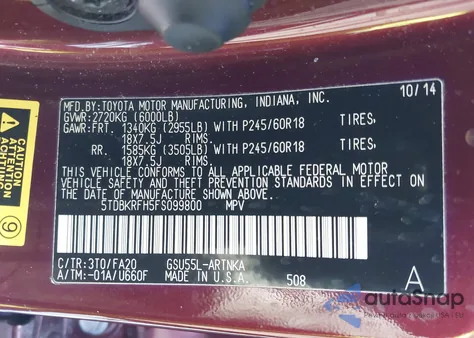 MFD.BY:TOYOTA MOTOR MANUFACTURING, INDIANA, INC. 10/14
GVWR:2720KG (6000LB)
GAWR:FRT. 1340KG (2955LB) WITH P245/60R18 TIRES,
18X7.5J RIMS,
RR. 1585KG (3505LB) WITH P245/60R18 TIRES,
18X7.5J RIMS,
THIS VEHICLE CONFORMS TO ALL APPLICABLE FEDERAL MOTOR
VEHICLE SAFETY AND THEFT PREVENTION STANDARDS IN EFFECT ON
THE DATE OF MANUFACTURE SHOWN ABOVE.
5TDBKRFH5FS099800 MPV
C/TR:3T0/FA20 GSU55L-ARTNKA
A/TM:-01A/U660F MADE IN U.S.A. 508 A
9
autoSnap